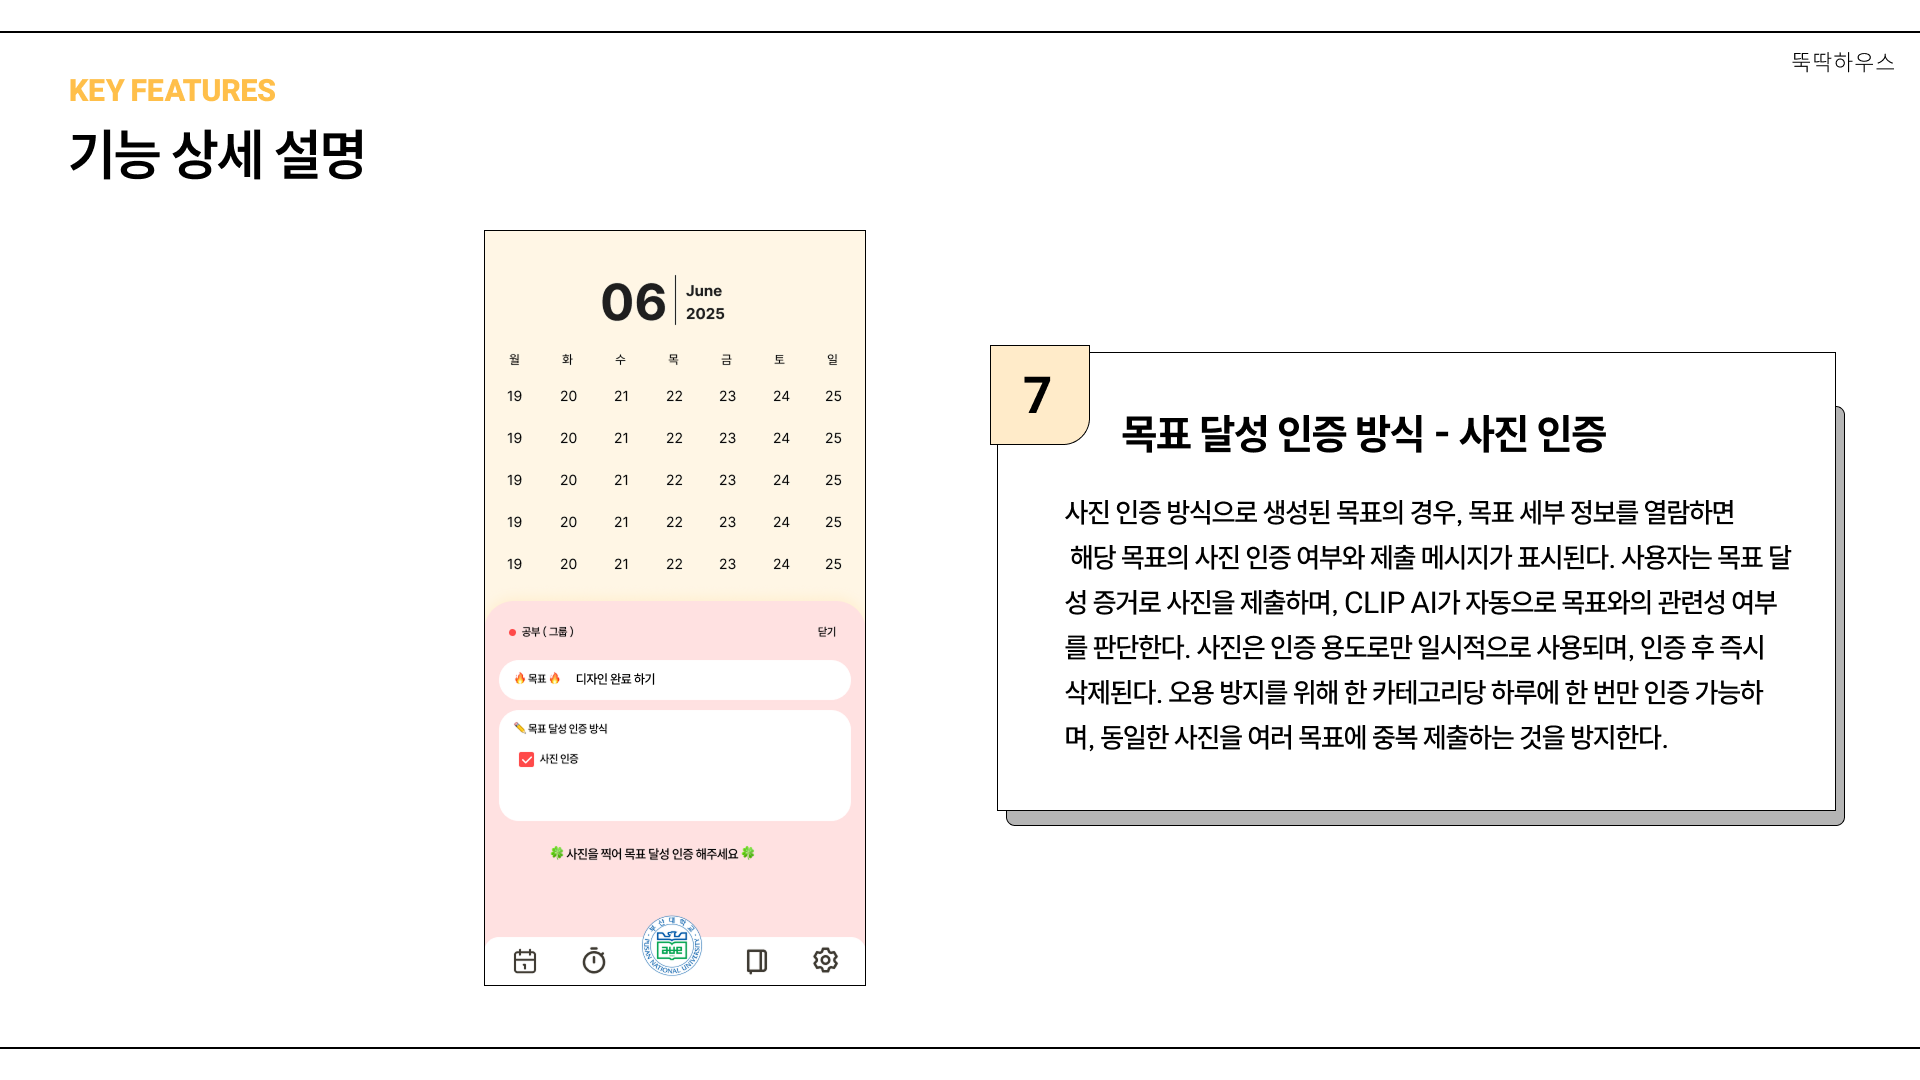 뚝딱하우스
KEY FEATURES
기능 상세 설명
06
June
2025
월 화 수 목 금 토 일
19 20 21 22 23 24 25
19 20 21 22 23 24 25
19 20 21 22 23 24 25
19 20 21 22 23 24 25
19 20 21 22 23 24 25
공부 ( 그룹 ) 닫기
🔥목표🔥 디자인 완료 하기
✏️목표 달성 인증 방식
사진 인증
🍀사진을 찍어 목표 달성 인증 해주세요🍀
부산대학교
PUSAN NATIONAL UNIVERSITY
7
목표 달성 인증 방식 - 사진 인증
사진 인증 방식으로 생성된 목표의 경우, 목표 세부 정보를 열람하면
해당 목표의 사진 인증 여부와 제출 메시지가 표시된다. 사용자는 목표 달
성 증거로 사진을 제출하며, CLIP AI가 자동으로 목표와의 관련성 여부
를 판단한다. 사진은 인증 용도로만 일시적으로 사용되며, 인증 후 즉시
삭제된다. 오용 방지를 위해 한 카테고리당 하루에 한 번만 인증 가능하
며, 동일한 사진을 여러 목표에 중복 제출하는 것을 방지한다.